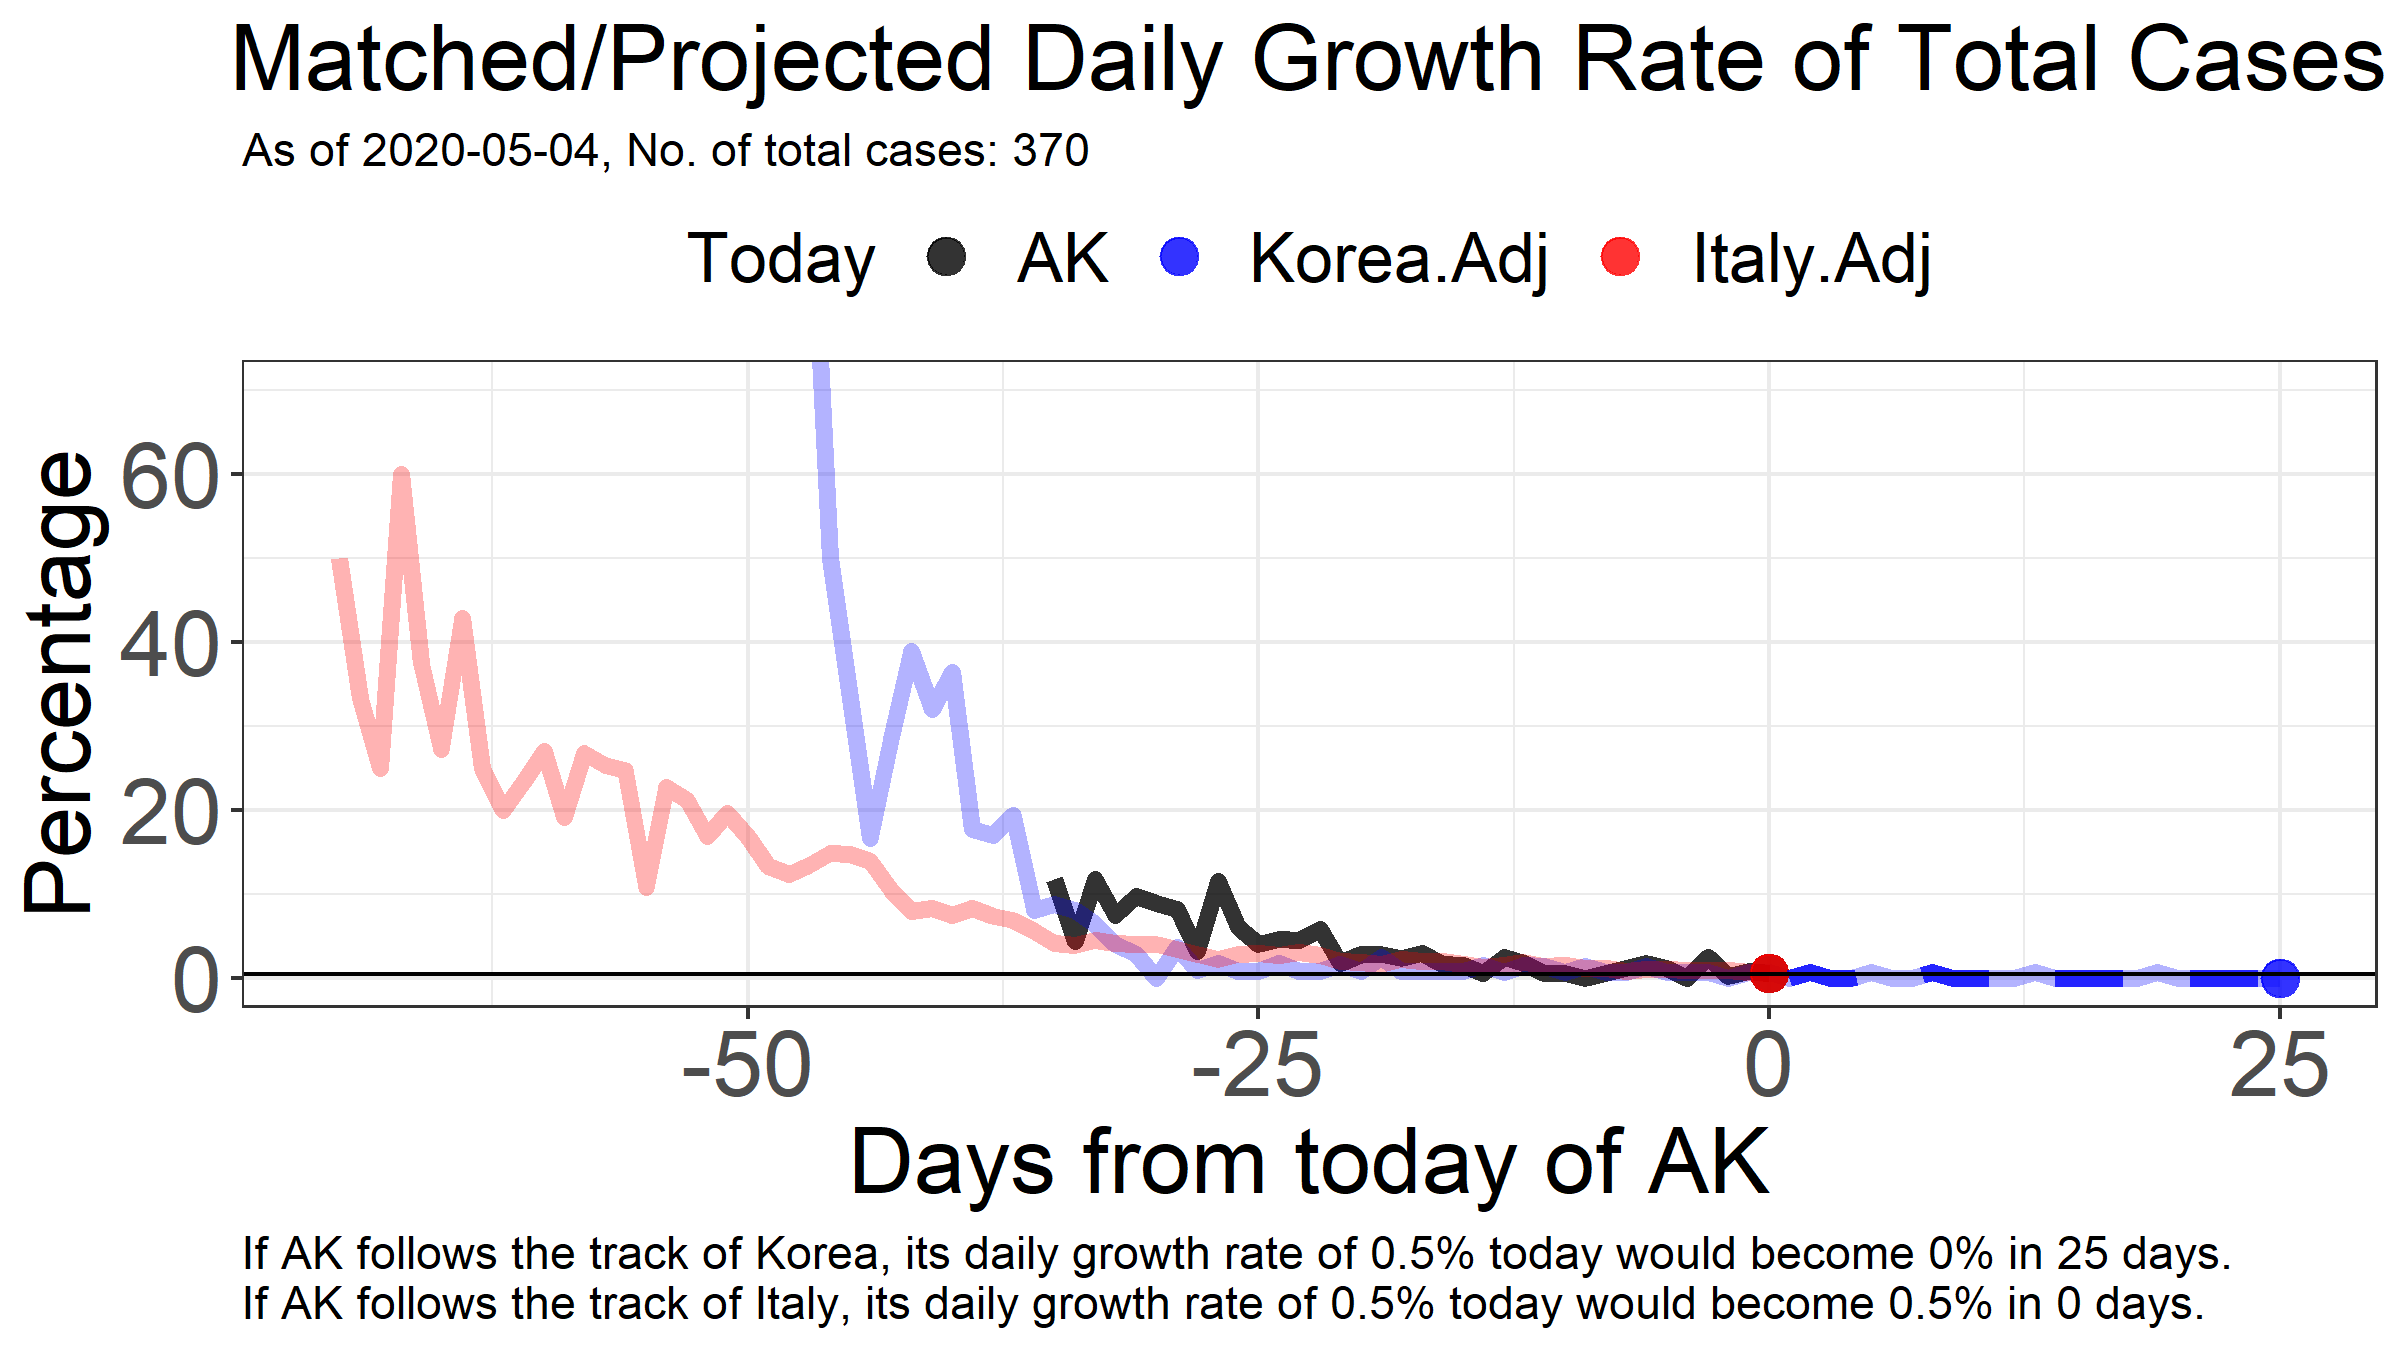 Matched/Projected Daily Growth Rate of Total Cases
As of 2020-05-04, No. of total cases: 370
Today AK Korea.Adj Italy.Adj
Percentage
60
40
20
0
-50 -25 0 25
Days from today of AK
If AK follows the track of Korea, its daily growth rate of 0.5% today would become 0% in 25 days.
If AK follows the track of Italy, its daily growth rate of 0.5% today would become 0.5% in 0 days.